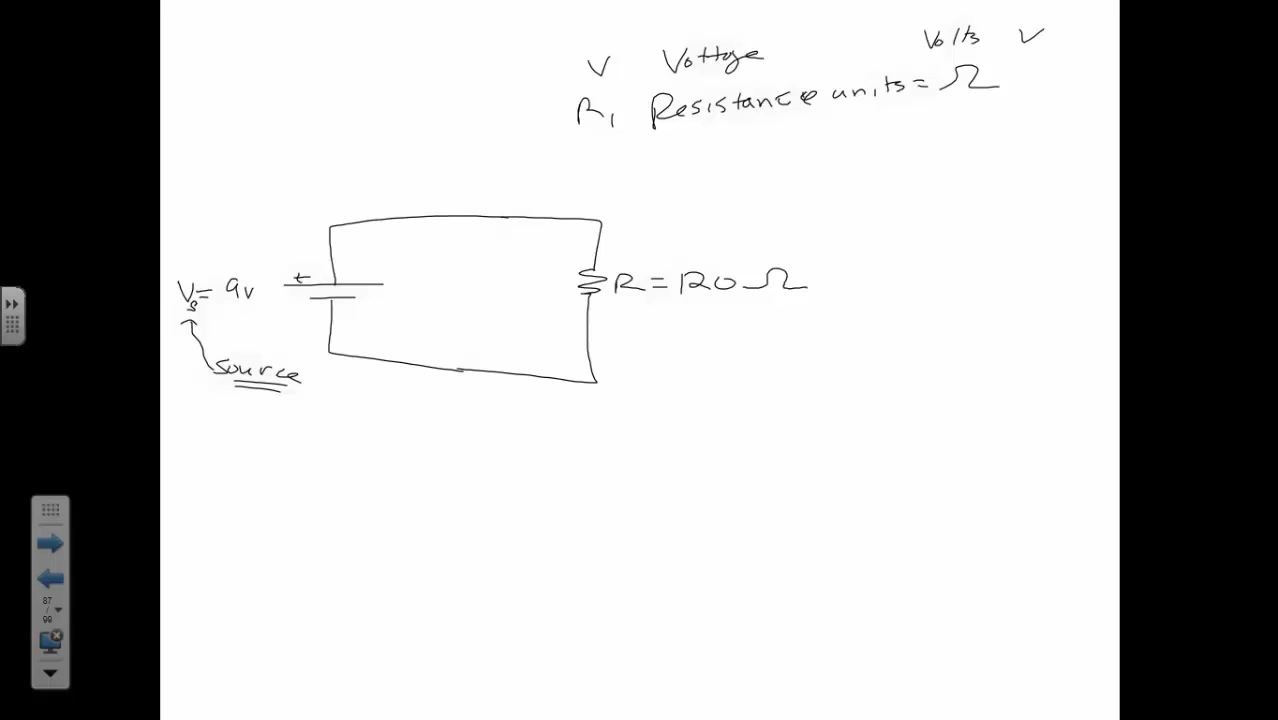 V Voltage Volts V
R, Resistance units = Ω
Vs = 9v +
R = 120 Ω
source
87
/
99